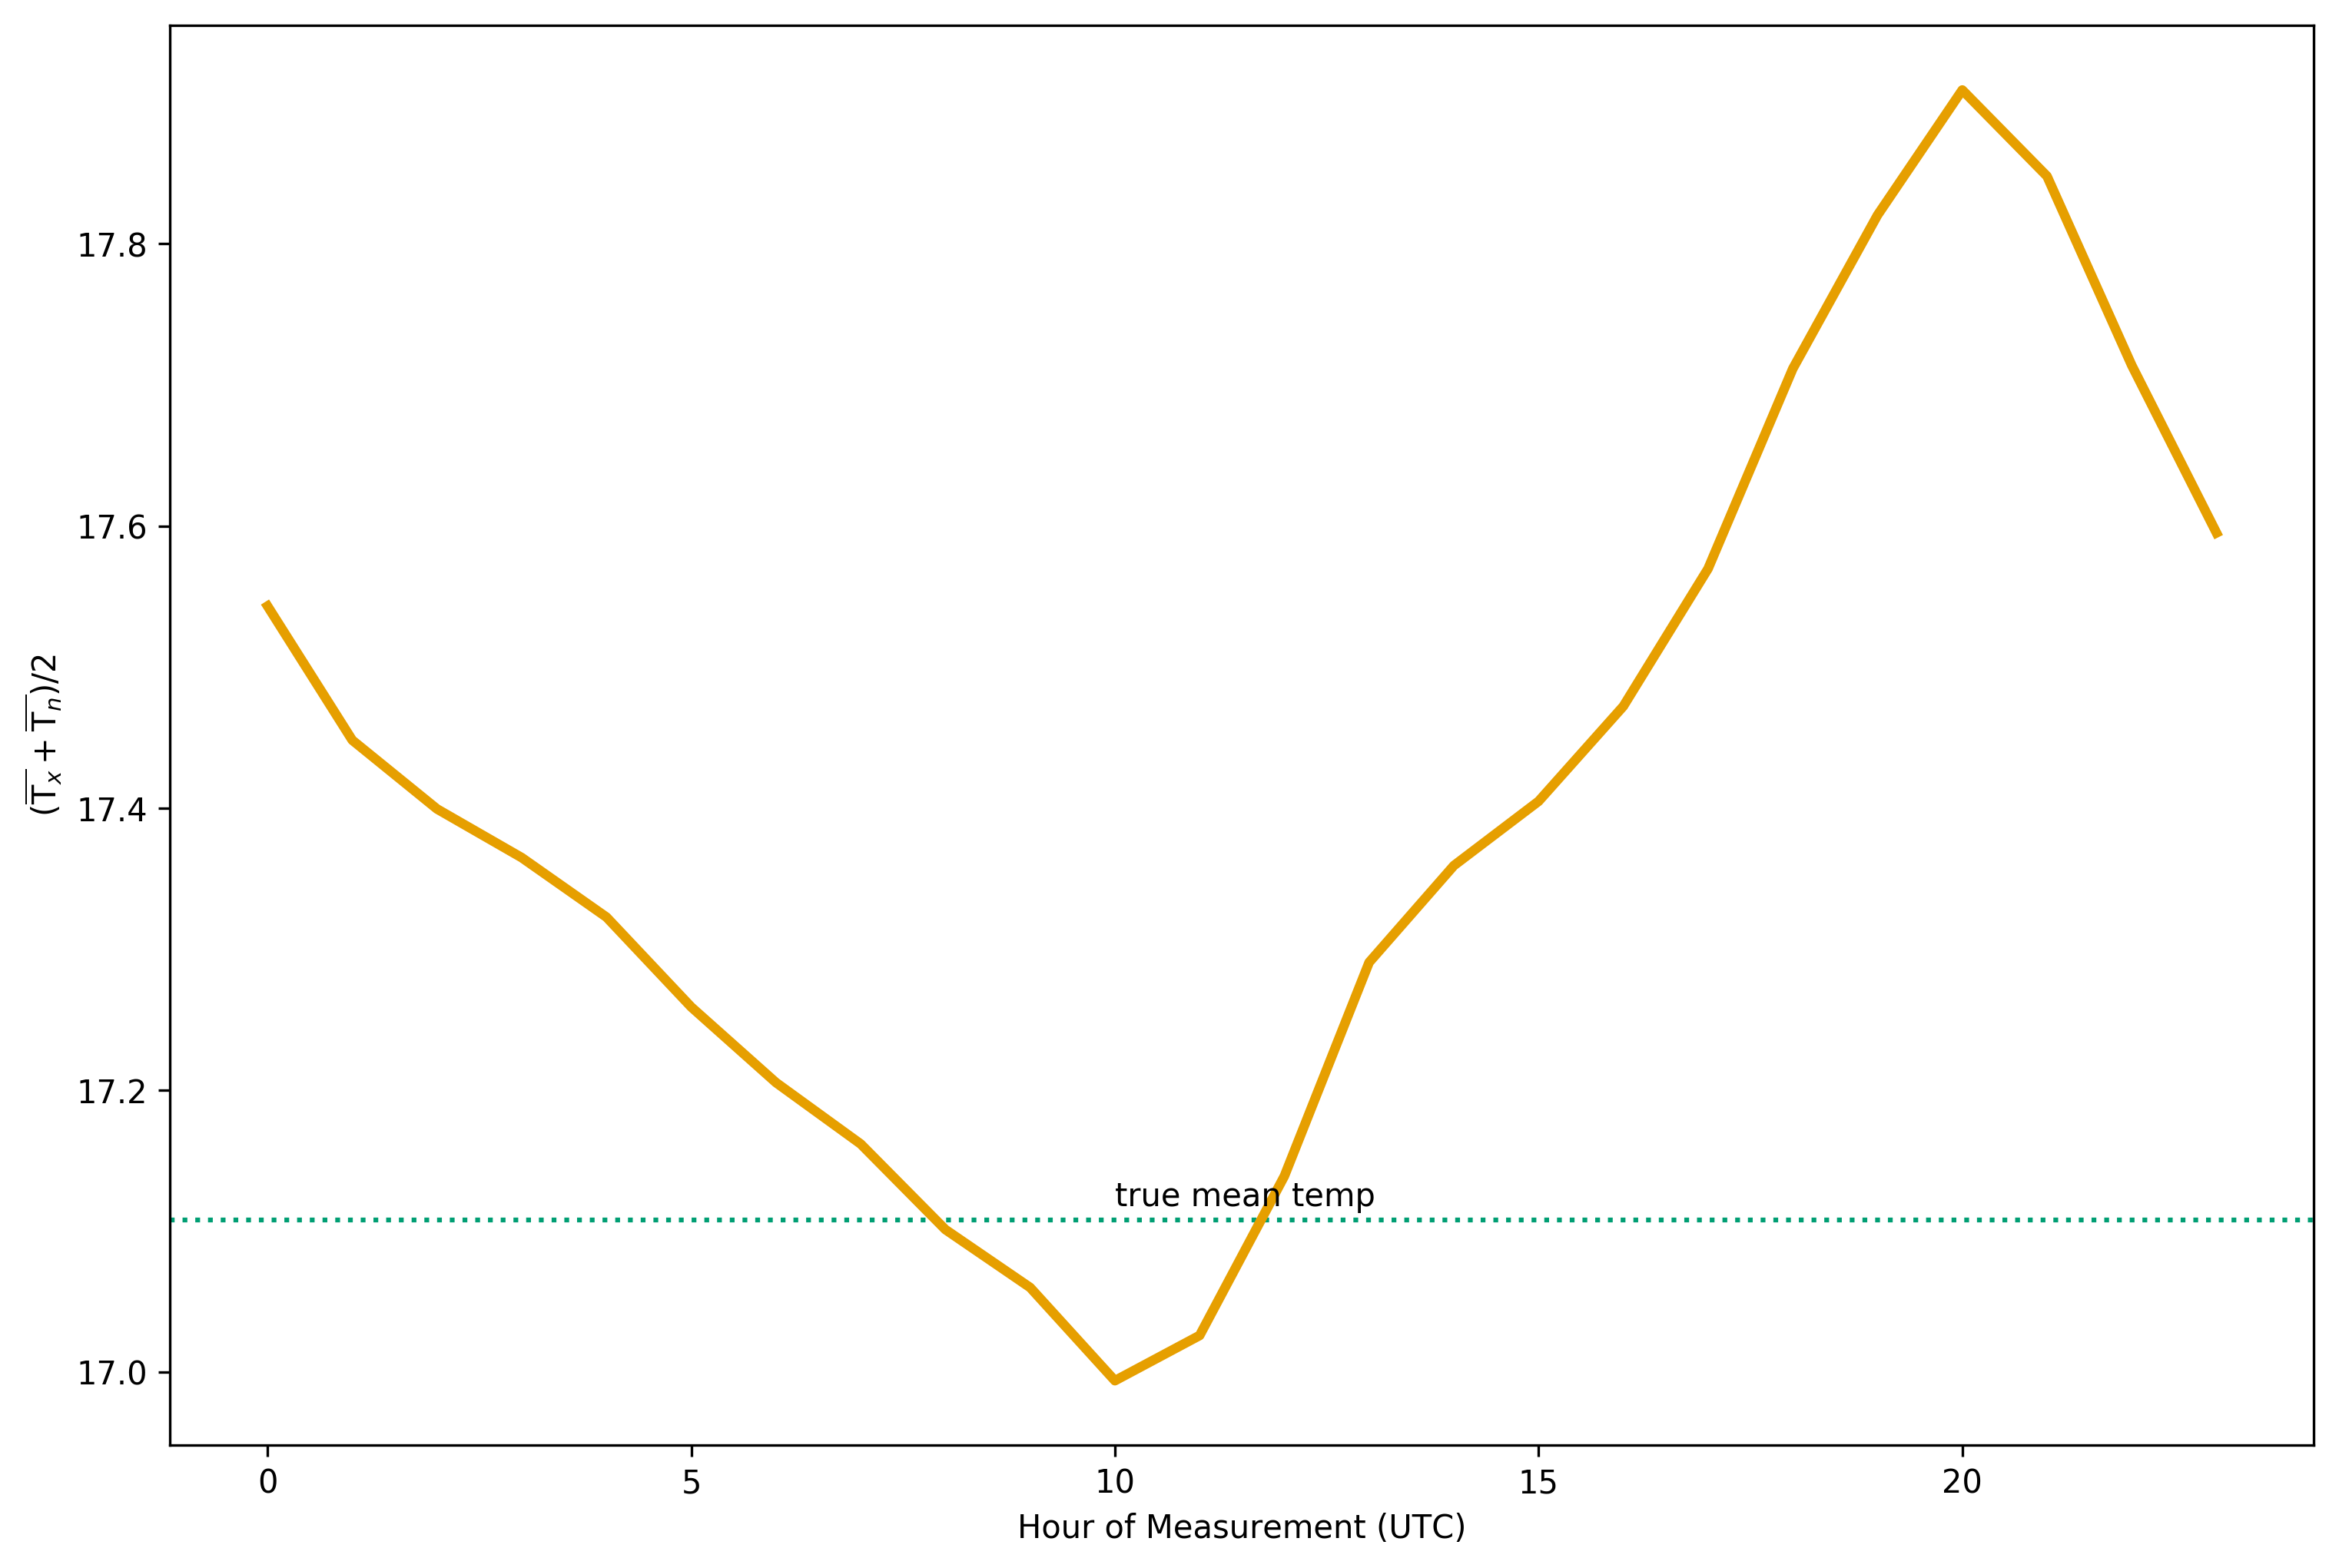 17.8
17.6
17.4
17.2
17.0
(T̅ₓ + T̅ₙ)/2
true mean temp
0 5 10 15 20
Hour of Measurement (UTC)